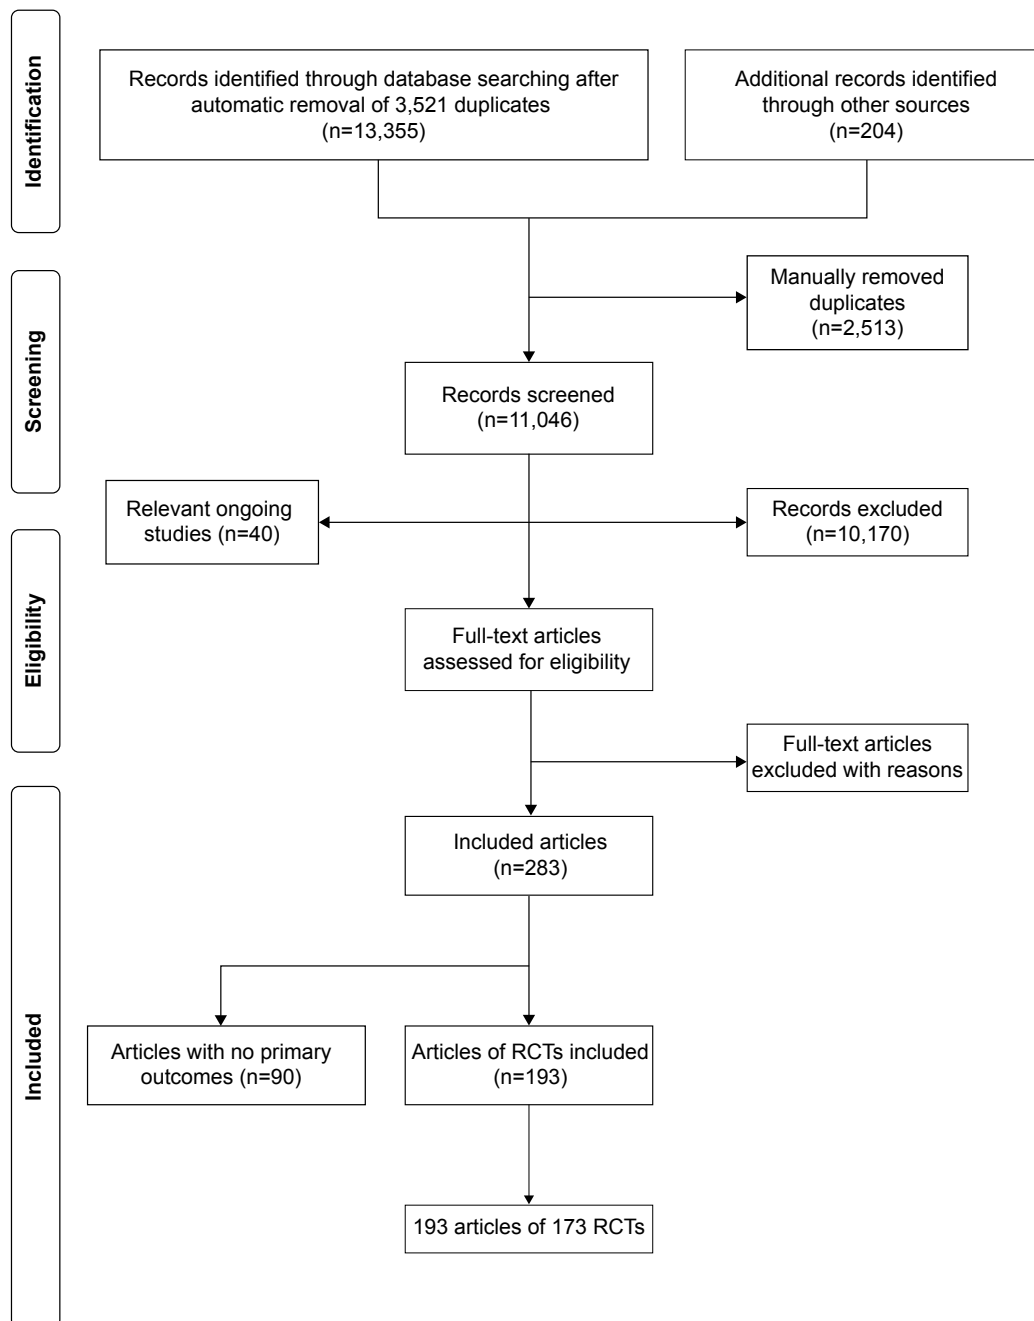 Identification
Records identified through database searching after
automatic removal of 3,521 duplicates
(n=13,355)
Additional records identified
through other sources
(n=204)
Screening
Manually removed
duplicates
(n=2,513)
Records screened
(n=11,046)
Relevant ongoing
studies (n=40)
Records excluded
(n=10,170)
Eligibility
Full-text articles
assessed for eligibility
Full-text articles
excluded with reasons
Included
Included articles
(n=283)
Articles with no primary
outcomes (n=90)
Articles of RCTs included
(n=193)
193 articles of 173 RCTs